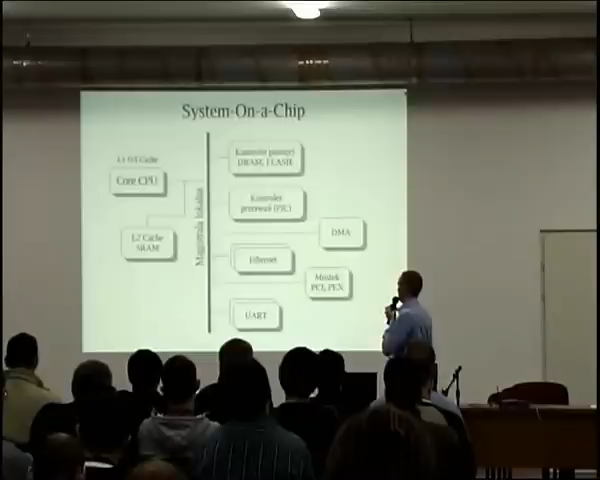 System-On-a-Chip
L1 I/D Cache
Core CPU
L2 Cache
SRAM
Magistrala lokalna
Kontroler pamięci
DRAM, FLASH
Kontroler
przerwań (PIC)
DMA
Ethernet
Mostek
PCI, PEX
UART